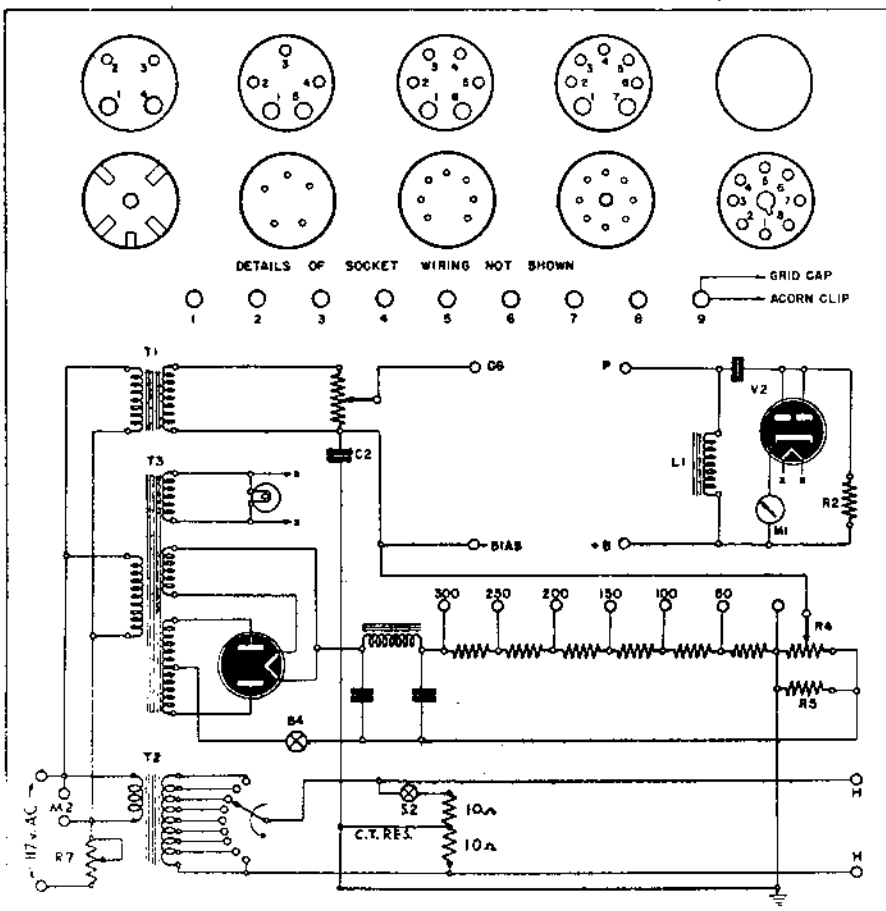 2 3
1 4
3
2 4
1 5
3 4
2 5
1 6
4
3 5
2 6
1 7
5
4 6
3 7
2 8
1
DETAILS OF SOCKET WIRING NOT SHOWN
GRID CAP
ACORN CLIP
1 2 3 4 5 6 7 8 9
T1
CG
P
V2
C2
L1
X X
R2
M1
T3
X
X
BIAS
+B
300 250 200 150 100 50
R4
R5
B4
T2
M2
117 v. AC
R7
S2
C.T. RES.
10Ω
10Ω
H
H